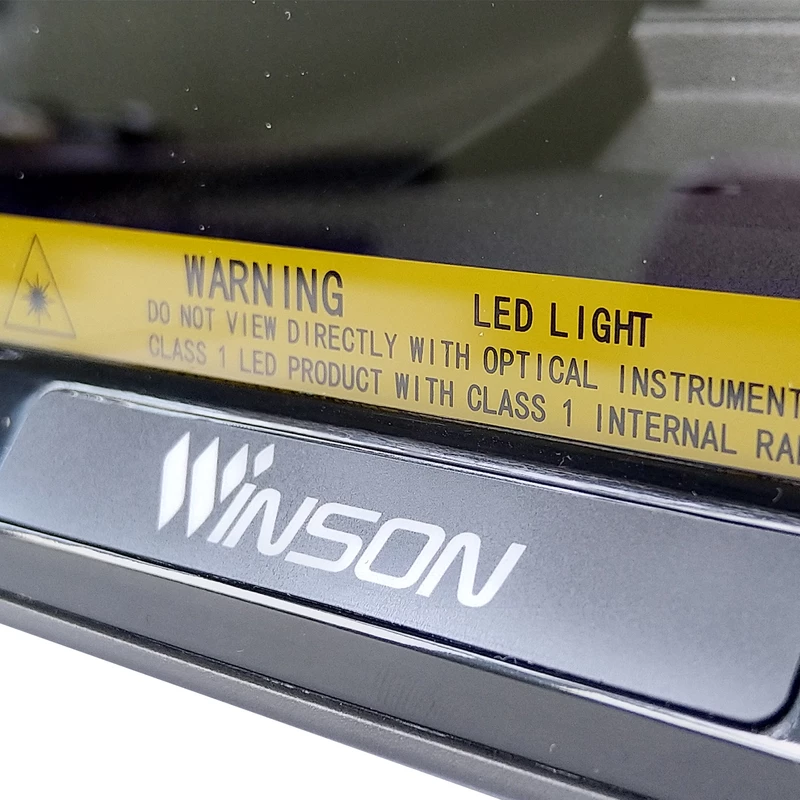 WARNING
LED LIGHT
DO NOT VIEW DIRECTLY WITH OPTICAL INSTRUMENT
CLASS 1 LED PRODUCT WITH CLASS 1 INTERNAL
WINSON